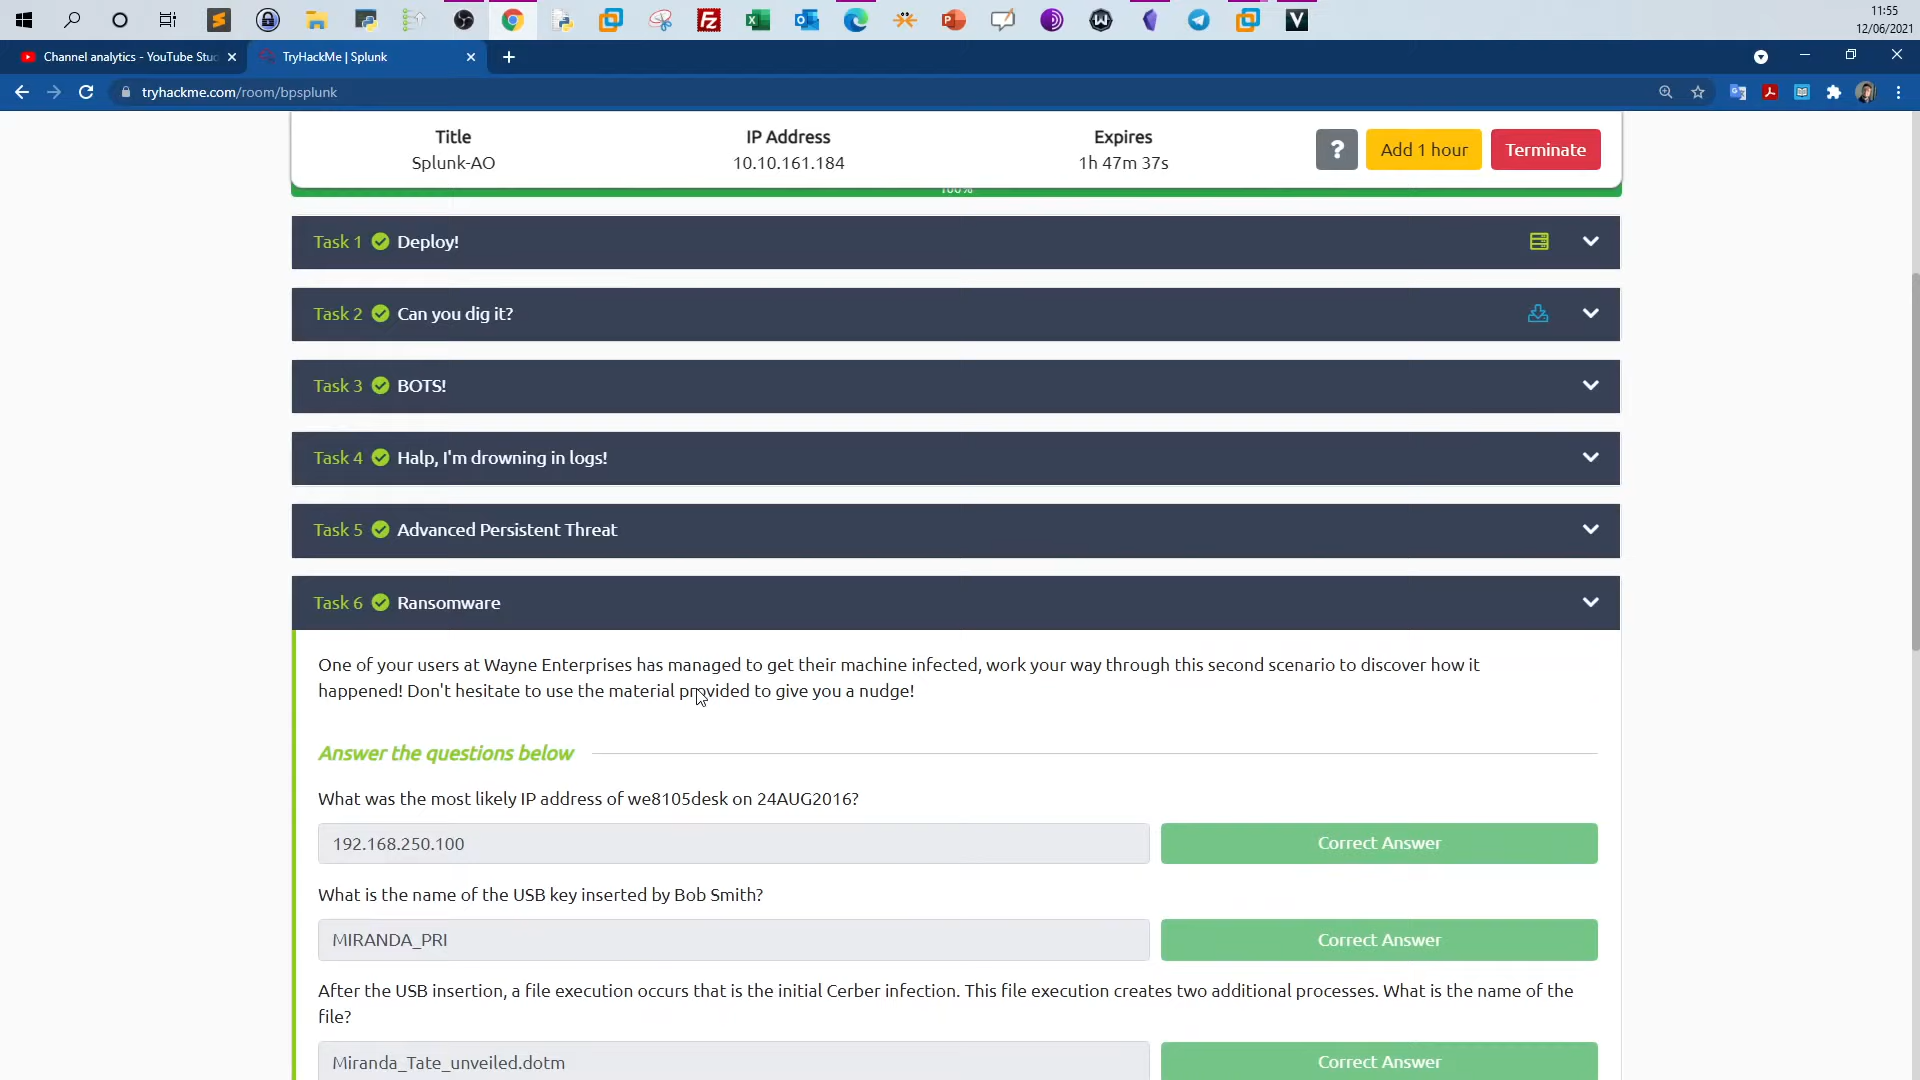 11:55
12/06/2021
Channel analytics - YouTube Stud
TryHackMe | Splunk
tryhackme.com/room/bpsplunk
Title
IP Address
Expires
Splunk-AO
10.10.161.184
1h 47m 37s
?
Add 1 hour
Terminate
100%
Task 1 Deploy!
Task 2 Can you dig it?
Task 3 BOTS!
Task 4 Halp, I'm drowning in logs!
Task 5 Advanced Persistent Threat
Task 6 Ransomware
One of your users at Wayne Enterprises has managed to get their machine infected, work your way through this second scenario to discover how it
happened! Don't hesitate to use the material provided to give you a nudge!
Answer the questions below
What was the most likely IP address of we8105desk on 24AUG2016?
192.168.250.100
Correct Answer
What is the name of the USB key inserted by Bob Smith?
MIRANDA_PRI
Correct Answer
After the USB insertion, a file execution occurs that is the initial Cerber infection. This file execution creates two additional processes. What is the name of the
file?
Miranda_Tate_unveiled.dotm
Correct Answer